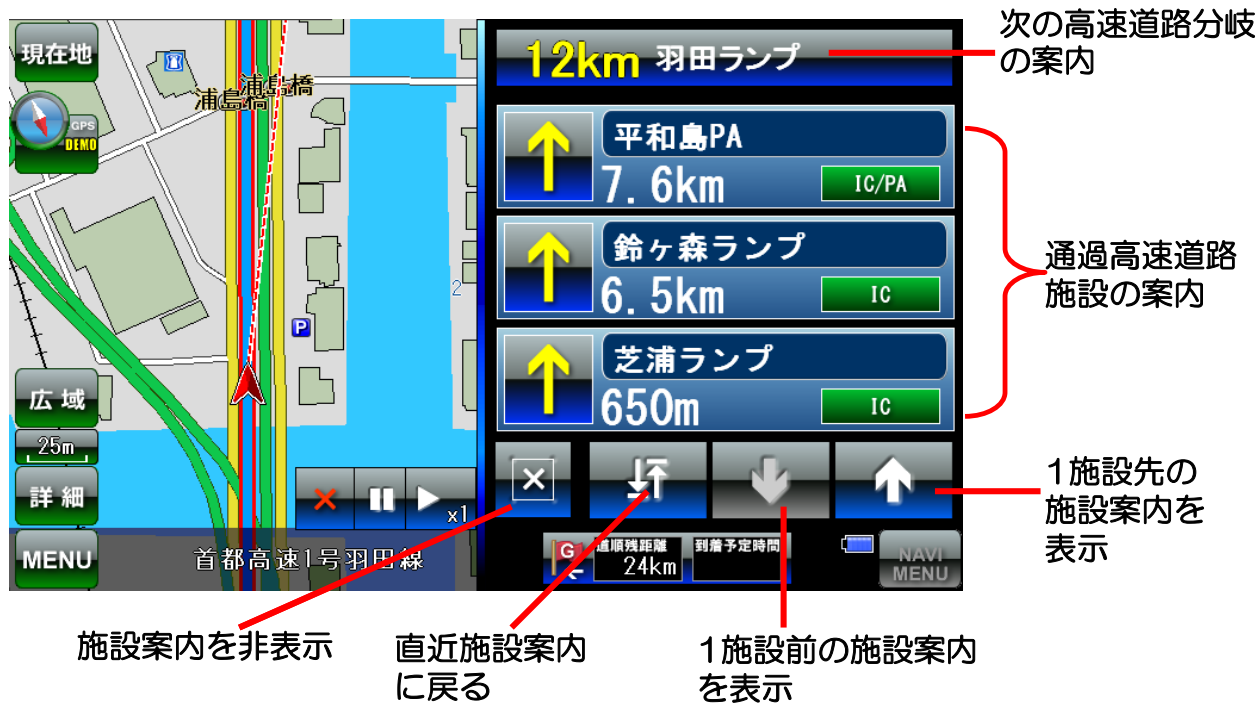 現在地
GPS
DEMO
浦島橋
浦島橋
P
2
広域
25m
詳細
MENU
x1
首都高速1号羽田線
12km 羽田ランプ
平和島PA
7.6km
IC/PA
鈴ヶ森ランプ
6.5km
IC
芝浦ランプ
650m
IC
G
道順残距離
24km
到着予定時間
NAVI
MENU
次の高速道路分岐
の案内
通過高速道路
施設の案内
1施設先の
施設案内を
表示
施設案内を非表示
直近施設案内
に戻る
1施設前の施設案内
を表示